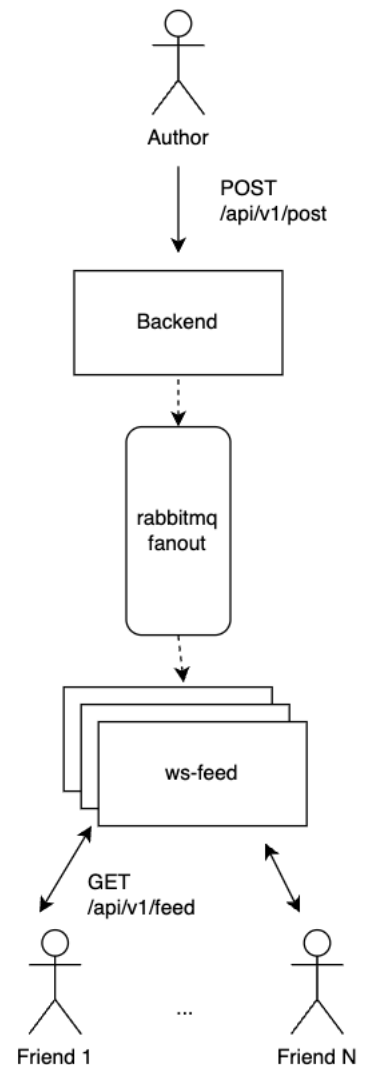 Author
POST
/api/v1/post
Backend
rabbitmq
fanout
ws-feed
GET
/api/v1/feed
...
Friend 1
Friend N